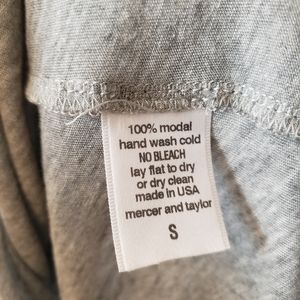 100% modal
hand wash cold
NO BLEACH
lay flat to dry
or dry clean
made in USA
mercer and taylor
S